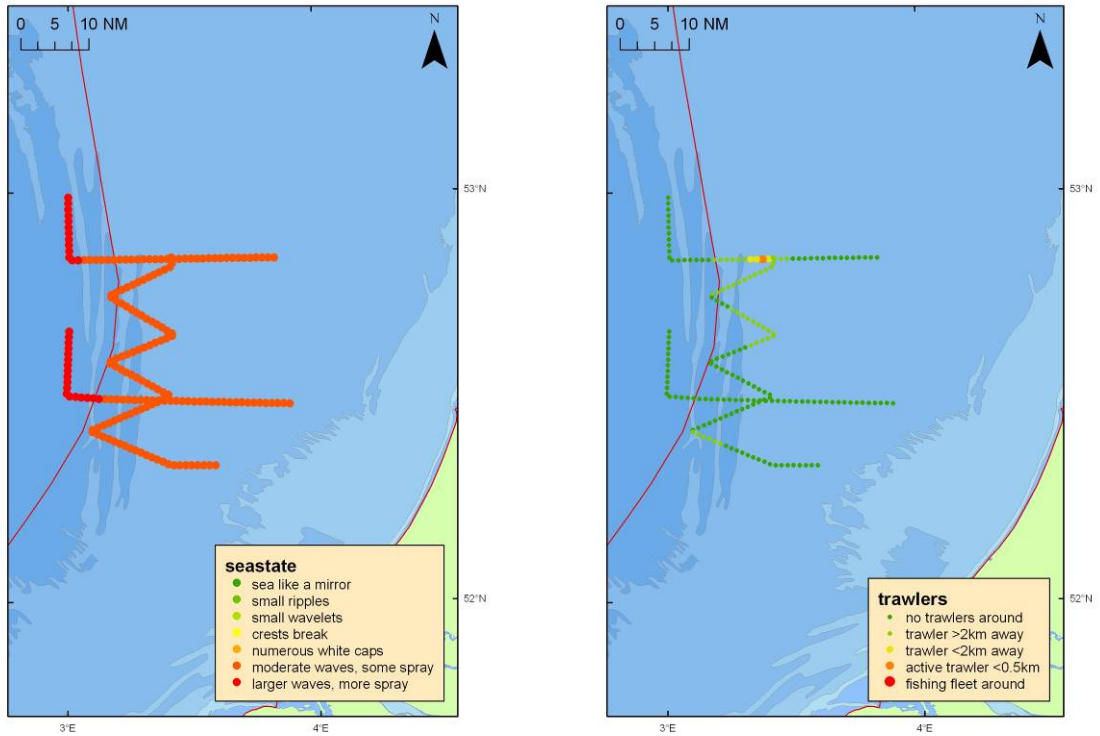 0 5 10 NM
N
53°N
52°N
3°E
4°E
seastate
sea like a mirror
small ripples
small wavelets
crests break
numerous white caps
moderate waves, some spray
larger waves, more spray
0 5 10 NM
N
53°N
52°N
3°E
4°E
trawlers
no trawlers around
trawler >2km away
trawler <2km away
active trawler <0.5km
fishing fleet around